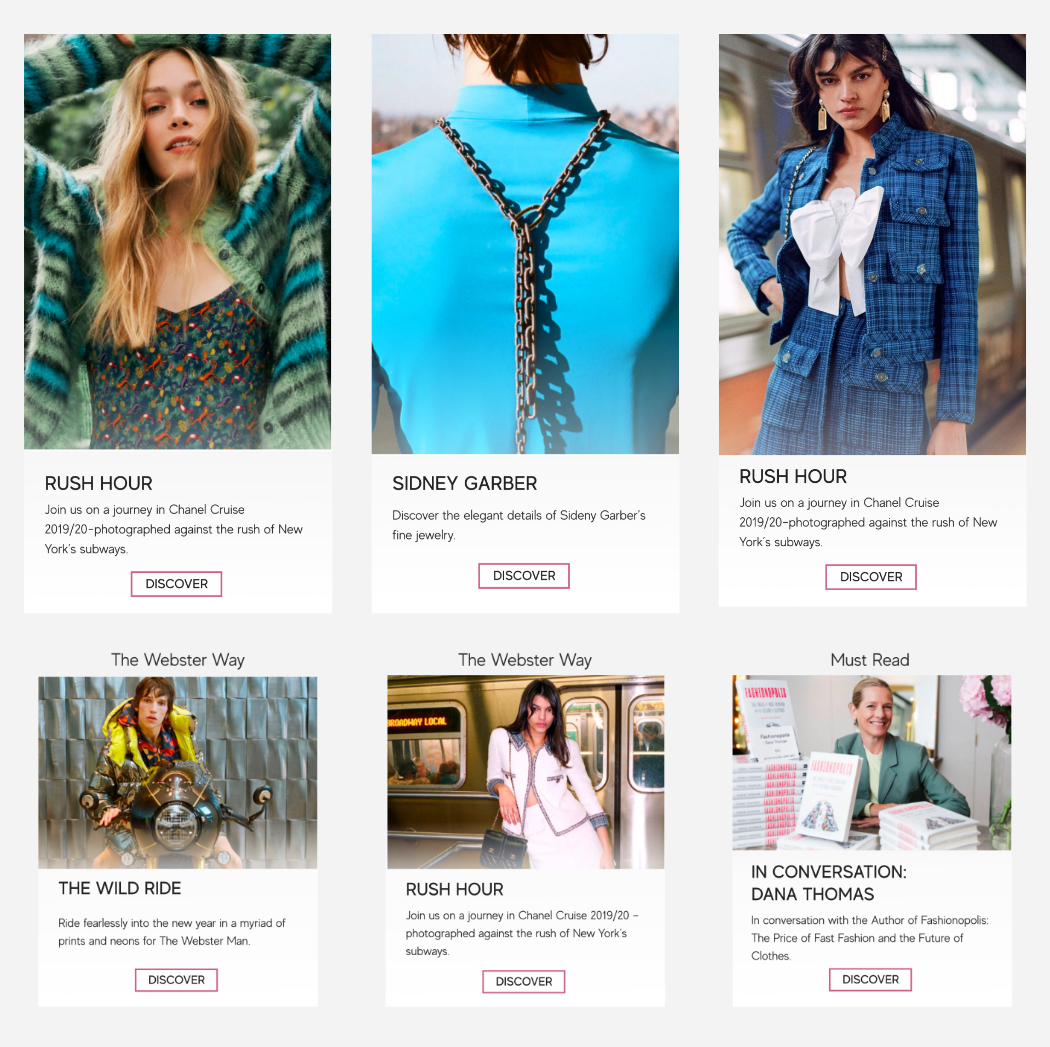 RUSH HOUR
Join us on a journey in Chanel Cruise
2019/20-photographed against the rush of New
York's subways.
DISCOVER
SIDNEY GARBER
Discover the elegant details of Sideny Garber's
fine jewelry.
DISCOVER
RUSH HOUR
Join us on a journey in Chanel Cruise
2019/20-photographed against the rush of New
York's subways.
DISCOVER
The Webster Way
THE WILD RIDE
Ride fearlessly into the new year in a myriad of
prints and neons for The Webster Man.
DISCOVER
The Webster Way
BROADWAY LOCAL
RUSH HOUR
Join us on a journey in Chanel Cruise 2019/20 -
photographed against the rush of New York's
subways.
DISCOVER
Must Read
FASHIONOPOLIS
Fashionopolis
Dana Thomas
FASHIONOPOLIS
IN CONVERSATION:
DANA THOMAS
In conversation with the Author of Fashionopolis:
The Price of Fast Fashion and the Future of
Clothes.
DISCOVER